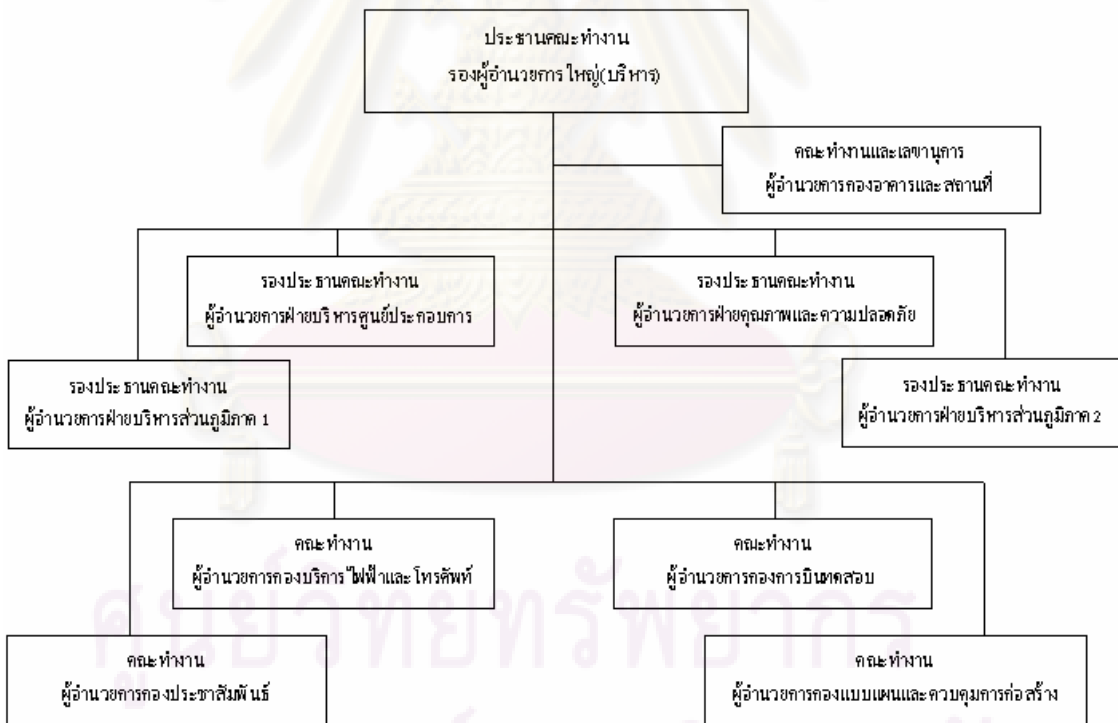 ประธานคณะทำงาน
รองผู้อำนวยการใหญ่(บริหาร)
คณะทำงานและเลขานุการ
ผู้อำนวยการกองอาคารและสถานที่
รองประธานคณะทำงาน
ผู้อำนวยการฝ่ายบริหารศูนย์ประกอบการ
รองประธานคณะทำงาน
ผู้อำนวยการฝ่ายคุณภาพและความปลอดภัย
รองประธานคณะทำงาน
ผู้อำนวยการฝ่ายบริหารส่วนภูมิภาค 1
รองประธานคณะทำงาน
ผู้อำนวยการฝ่ายบริหารส่วนภูมิภาค 2
คณะทำงาน
ผู้อำนวยการกองบริการไฟฟ้าและโทรศัพท์
คณะทำงาน
ผู้อำนวยการกองการบินทดสอบ
ศูนย์วิทยทรัพยากร
คณะทำงาน
ผู้อำนวยการกองประชาสัมพันธ์
คณะทำงาน
ผู้อำนวยการกองแบบแผนและควบคุมการก่อสร้าง